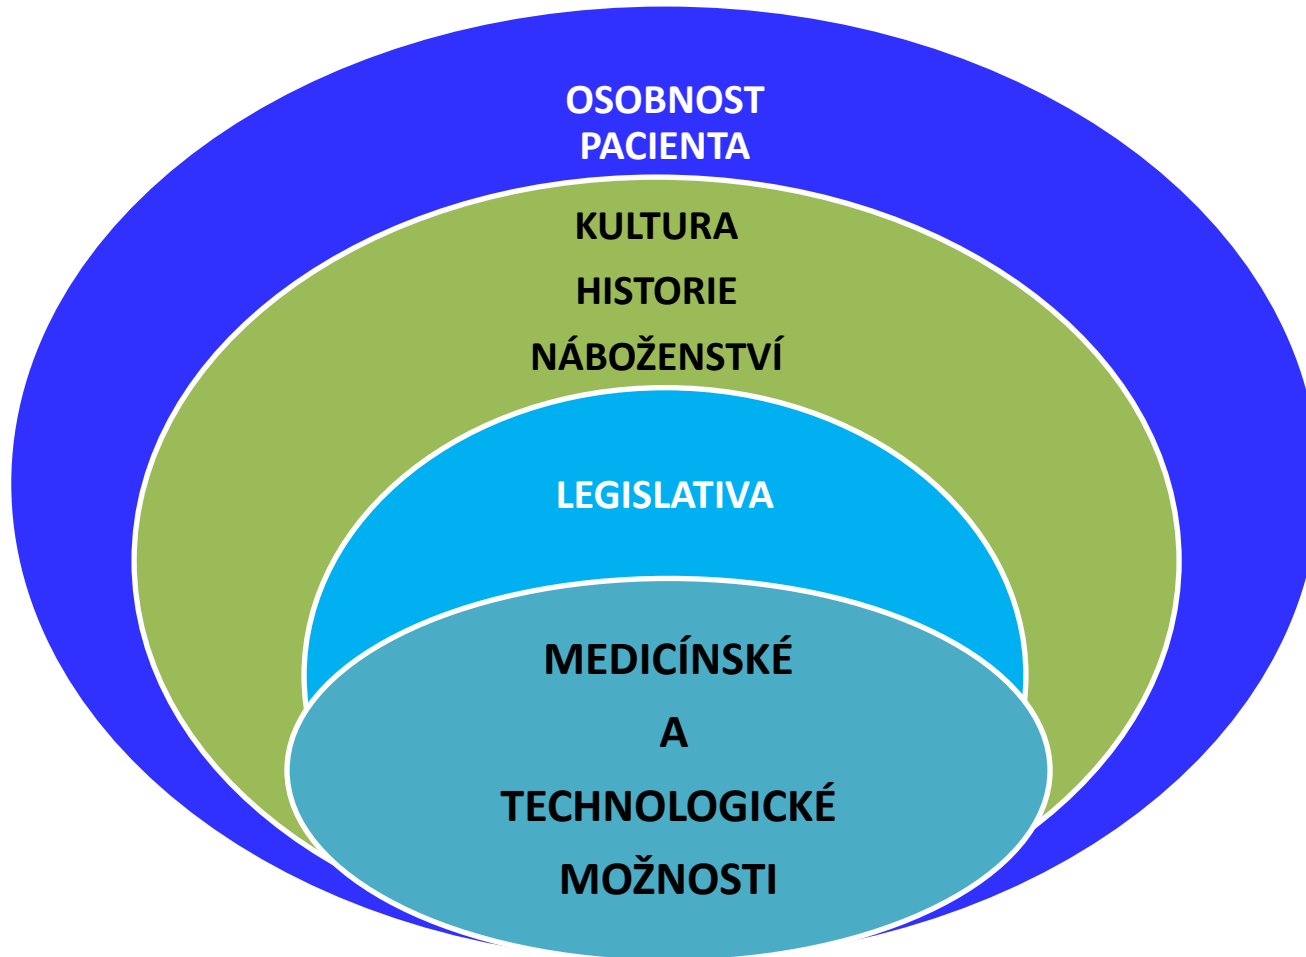 OSOBNOST
PACIENTA
KULTURA
HISTORIE
NÁBOŽENSTVÍ
LEGISLATIVA
MEDICÍNSKÉ
A
TECHNOLOGICKÉ
MOŽNOSTI